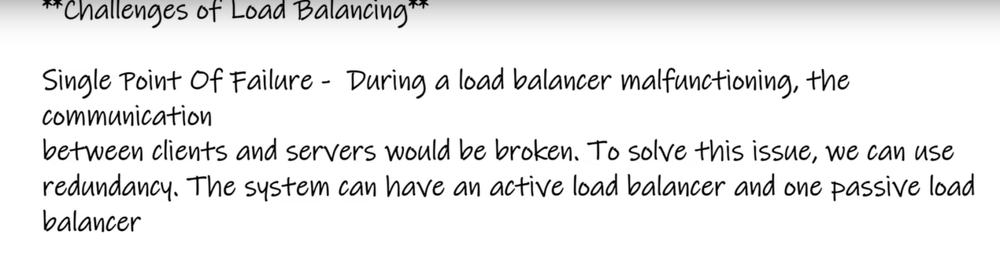 **Challenges of Load Balancing**
Single Point Of Failure - During a load balancer malfunctioning, the
communication
between clients and servers would be broken. To solve this issue, we can use
redundancy. The system can have an active load balancer and one passive load
balancer